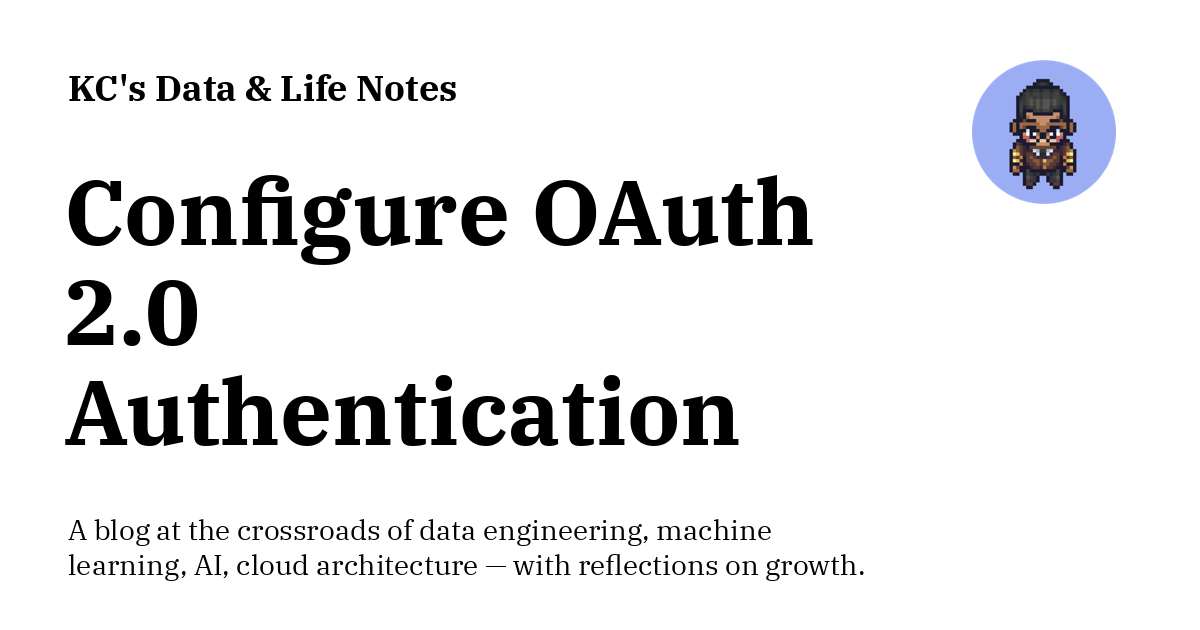 KC's Data & Life Notes
Configure OAuth
2.0
Authentication
A blog at the crossroads of data engineering, machine
learning, AI, cloud architecture — with reflections on growth.